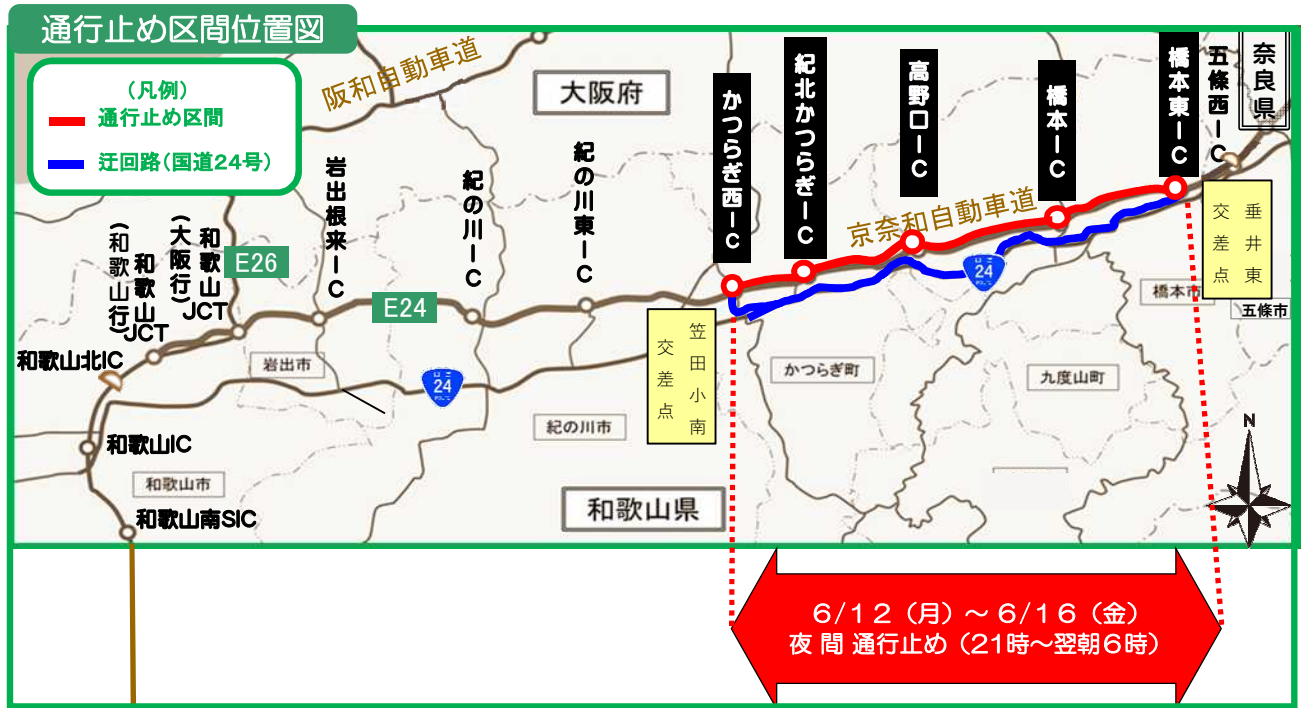 通行止め区間位置図
(凡例)
通行止め区間
迂回路(国道24号)
阪和自動車道
大阪府
奈良県
五條西IC
橋本東IC
橋本IC
高野口IC
紀北かつらぎIC
かつらぎ西IC
紀の川東IC
紀の川IC
岩出根来IC
和歌山JCT
(大阪行)
和歌山JCT
(和歌山行)
E26
E24
京奈和自動車道
24
垂井東
交差点
橋本市
五條市
和歌山北IC
岩出市
24
笠田小南
交差点
かつらぎ町
九度山町
紀の川市
和歌山IC
和歌山市
和歌山県
和歌山南SIC
N
6/12(月)~6/16(金)
夜間 通行止め(21時~翌朝6時)